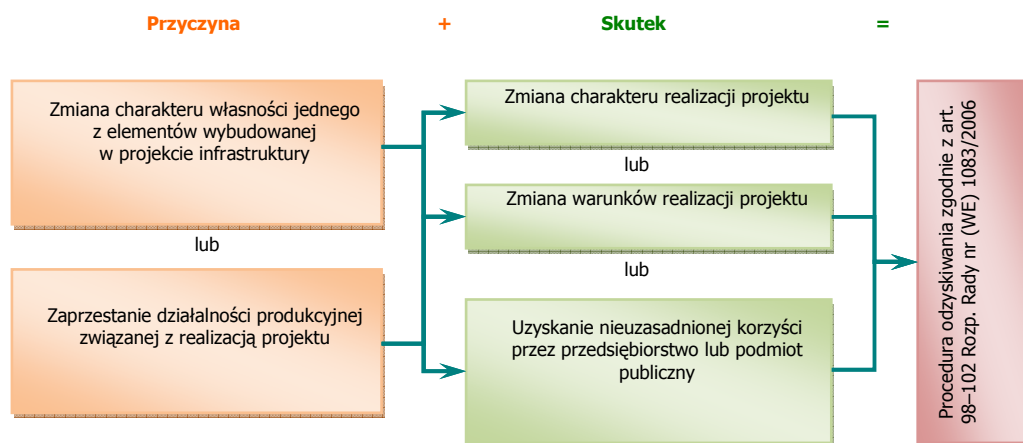 Przyczyna + Skutek =
Zmiana charakteru własności jednego
z elementów wybudowanej
w projekcie infrastruktury
lub
Zaprzestanie działalności produkcyjnej
związanej z realizacją projektu
Zmiana charakteru realizacji projektu
lub
Zmiana warunków realizacji projektu
lub
Uzyskanie nieuzasadnionej korzyści
przez przedsiębiorstwo lub podmiot
publiczny
Procedura odzyskiwania zgodnie z art.
98–102 Rozp. Rady nr (WE) 1083/2006